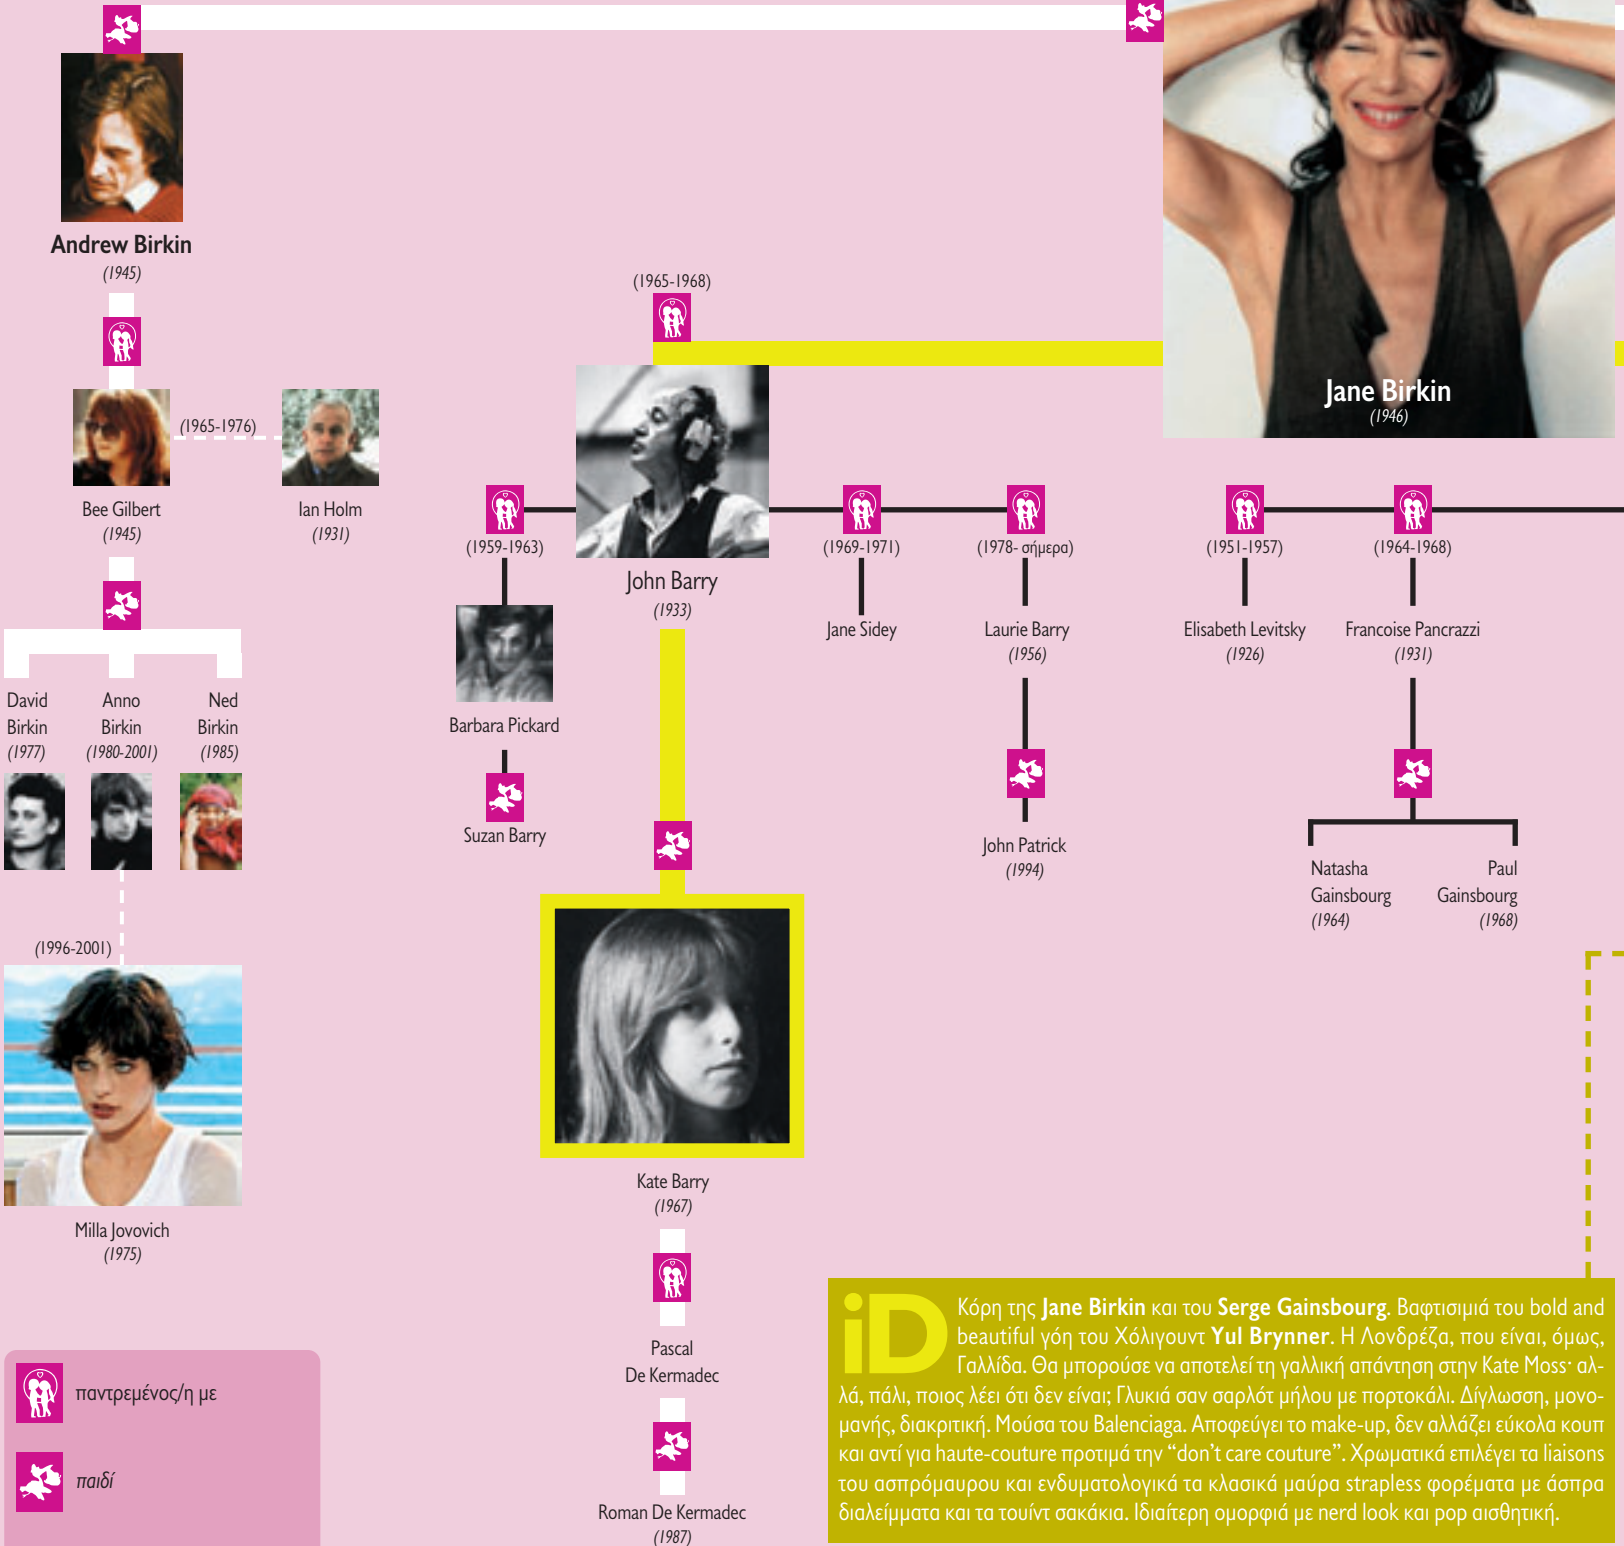 Andrew Birkin
(1945)
(1965-1968)
Jane Birkin
(1946)
(1965-1976)
Bee Gilbert
(1945)
Ian Holm
(1931)
(1959-1963)
John Barry
(1933)
(1969-1971)
(1978- σήμερα)
(1951-1957)
(1964-1968)
Jane Sidey
Laurie Barry
(1956)
Elisabeth Levitsky
(1926)
Francoise Pancrazzi
(1931)
David
Birkin
(1977)
Anno
Birkin
(1980-2001)
Ned
Birkin
(1985)
Barbara Pickard
Suzan Barry
John Patrick
(1994)
Natasha
Gainsbourg
(1964)
Paul
Gainsbourg
(1968)
(1996-2001)
Milla Jovovich
(1975)
Kate Barry
(1967)
Pascal
De Kermadec
Roman De Kermadec
(1987)
παντρεμένος/η με
παιδί
iD
Κόρη της Jane Birkin και του Serge Gainsbourg. Βαφτισιμιά του bold and
beautiful γόη του Χόλιγουντ Yul Brynner. Η Λονδρέζα, που είναι, όμως,
Γαλλίδα. Θα μπορούσε να αποτελεί τη γαλλική απάντηση στην Kate Moss· αλ-
λά, πάλι, ποιος λέει ότι δεν είναι; Γλυκιά σαν σαρλότ μήλου με πορτοκάλι. Δίγλωσση, μονο-
μανής, διακριτική. Μούσα του Balenciaga. Αποφεύγει το make-up, δεν αλλάζει εύκολα κουπ
και αντί για haute-couture προτιμά την “don’t care couture”. Χρωματικά επιλέγει τα liaisons
του ασπρόμαυρου και ενδυματολογικά τα κλασικά μαύρα strapless φορέματα με άσπρα
διαλείμματα και τα τουίντ σακάκια. Ιδιαίτερη ομορφιά με nerd look και pop αισθητική.